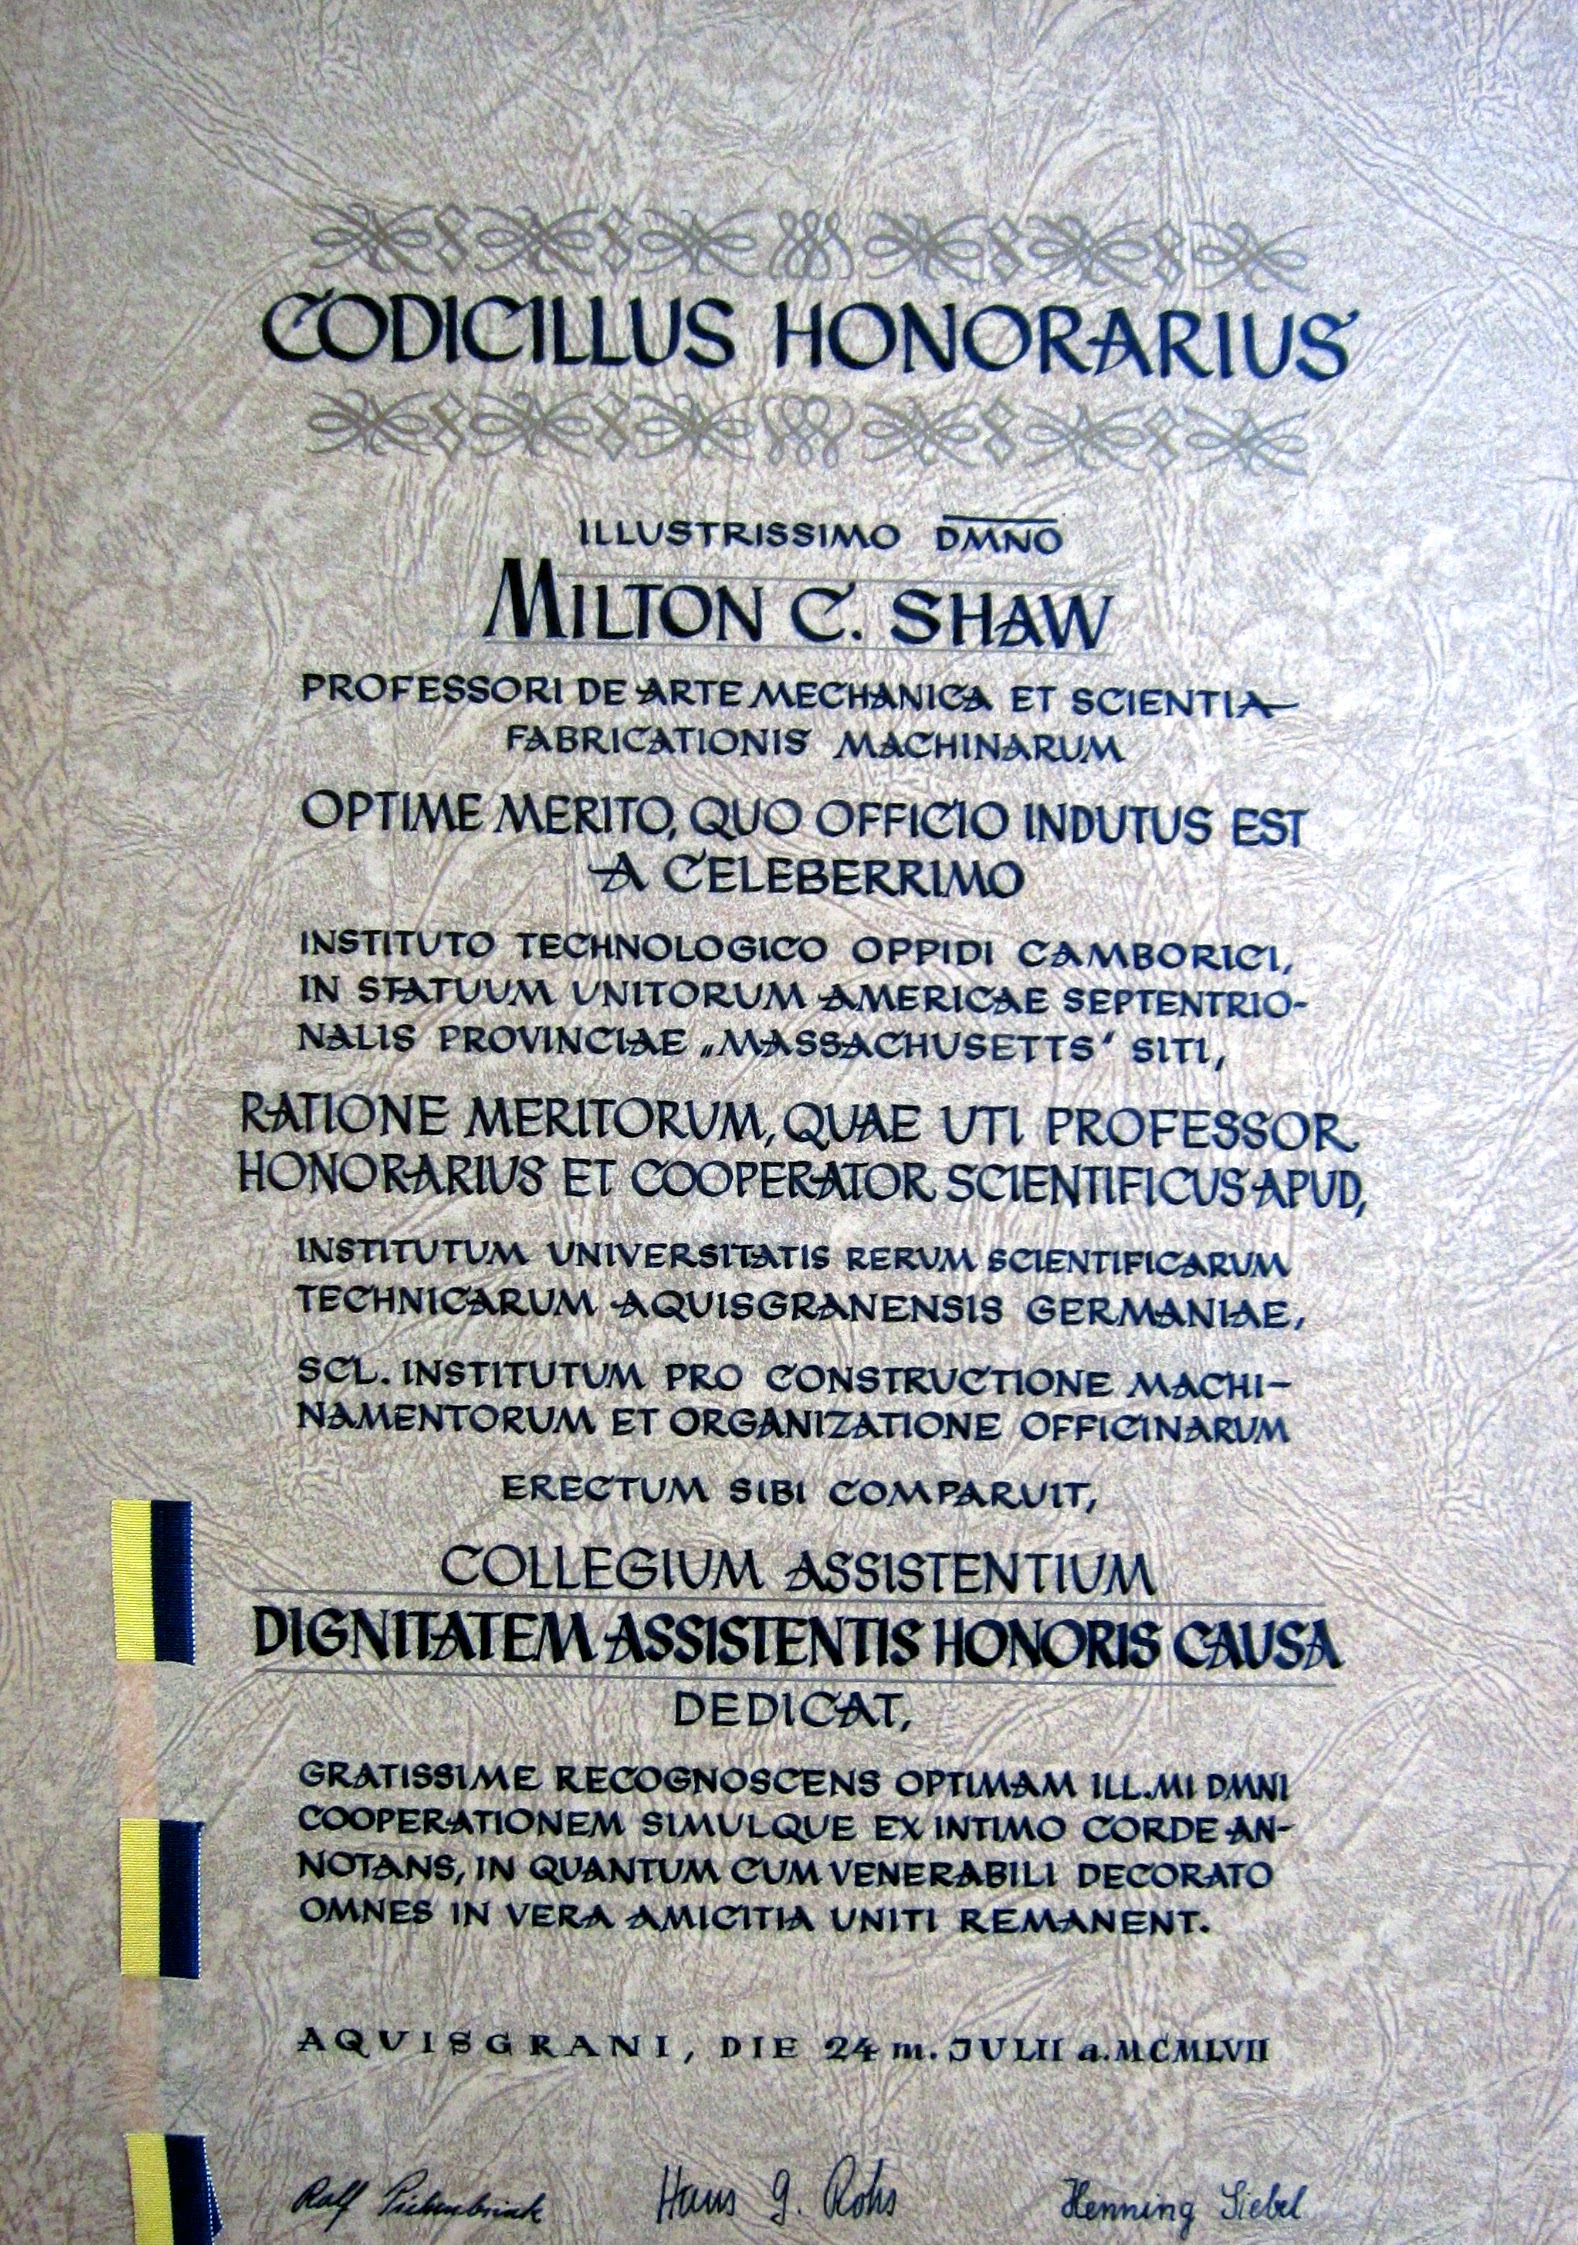 CODICILLUS HONORARIUS
ILLUSTRISSIMO DMNO
MILTON C. SHAW
PROFESSORI DE ARTE MECHANICA ET SCIENTIA
FABRICATIONIS MACHINARUM
OPTIME MERITO, QUO OFFICIO INDUTUS EST
A CELEBERRIMO
INSTITUTO TECHNOLOGICO OPPIDI CAMBORICI,
IN STATUUM UNITORUM AMERICAE SEPTENTRIO-
NALIS PROVINCIAE „MASSACHUSETTS" SITI,
RATIONE MERITORUM, QUAE UTI PROFESSOR
HONORARIUS ET COOPERATOR SCIENTIFICUS APUD,
INSTITUTUM UNIVERSITATIS RERUM SCIENTIFICARUM
TECHNICARUM AQUISGRANENSIS GERMANIAE,
SCL. INSTITUTUM PRO CONSTRUCTIONE MACHI-
NAMENTORUM ET ORGANIZATIONE OFFICINARUM
ERECTUM SIBI COMPARUIT,
COLLEGIUM ASSISTENTIUM
DIGNITATEM ASSISTENTIS HONORIS CAUSA
DEDICAT,
GRATISSIME RECOGNOSCENS OPTIMAM ILL.MI DMNI
COOPERATIONEM SIMULQUE EX INTIMO CORDE AN-
NOTANS, IN QUANTUM CUM VENERABILI DECORATO
OMNES IN VERA AMICITIA UNITI REMANENT.
AQUISGRANI, DIE 24 m. JULII a. MCMLVII
Rolf Hans G. Rohs Henning Siebel